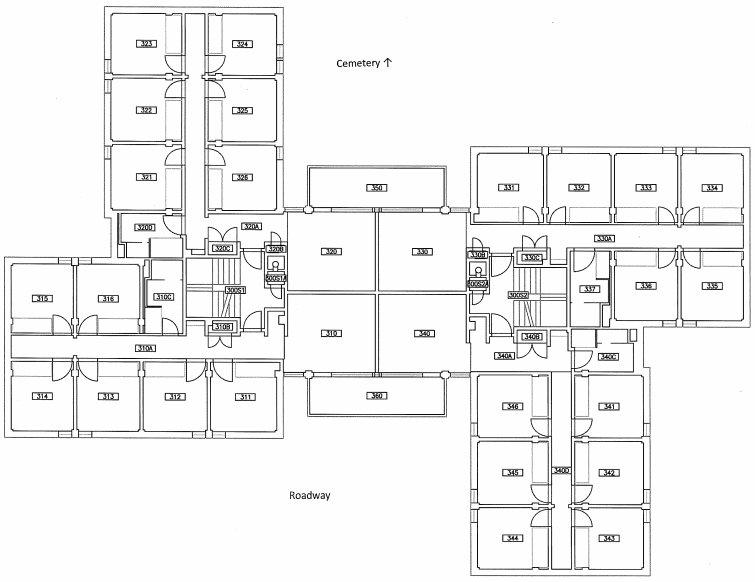 323 324
Cemetery ↑
322 325
321 326
331 332 333 334
350
320D 320A
330A
320C 320B 320 330 330B 330C
300S1A 300S2A
315 316 310C 300S1 300S2 337 336 335
310B 310 340 340B
310A 340A 340C
314 313 312 311 360
346 341
345 340D 342
Roadway
344 343